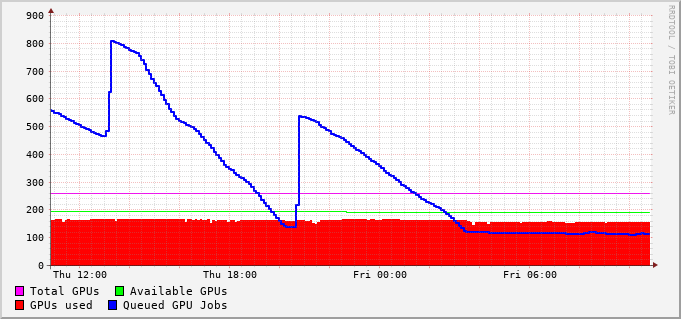 900
800
700
600
500
400
300
200
100
0
Thu 12:00 Thu 18:00 Fri 00:00 Fri 06:00
Total GPUs Available GPUs
GPUs used Queued GPU Jobs
RRDTOOL / TOBI OETIKER